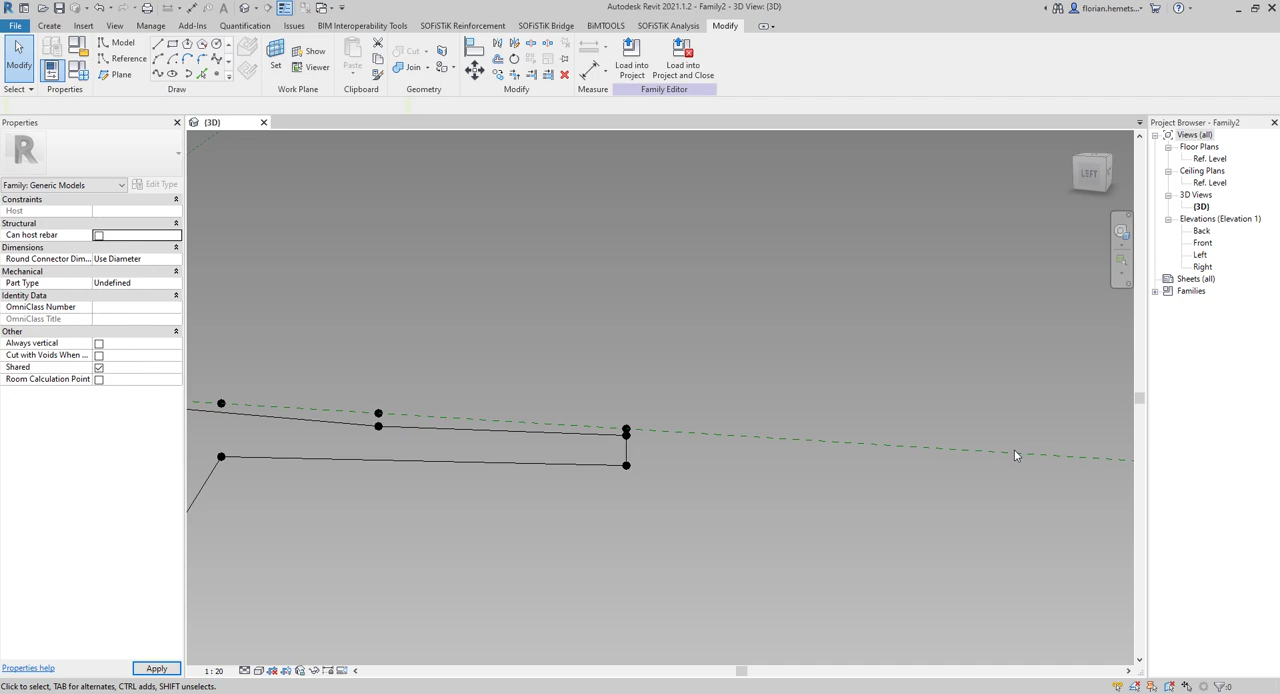 Autodesk Revit 2021.1.2 - Family2 - 3D View: {3D}
florian.hernets...
File Create Insert View Manage Add-Ins Quantification Issues BIM Interoperability Tools SOFiSTiK Reinforcement SOFiSTiK Bridge BiMTOOLS SOFiSTiK Analysis Modify
Modify
Model
Reference
Plane
Set
Show
Viewer
Paste
Cut
Join
Load into
Project
Load into
Project and Close
Select Properties Draw Work Plane Clipboard Geometry Modify Measure Family Editor
Properties
{3D}
Project Browser - Family2
Family: Generic Models
Edit Type
Constraints
Host
Structural
Can host rebar
Dimensions
Round Connector Dim... Use Diameter
Mechanical
Part Type Undefined
Identity Data
OmniClass Number
OmniClass Title
Other
Always vertical
Cut with Voids When ...
Shared
Room Calculation Point
Properties help
Apply
LEFT
Views (all)
Floor Plans
Ref. Level
Ceiling Plans
Ref. Level
3D Views
{3D}
Elevations (Elevation 1)
Back
Front
Left
Right
Sheets (all)
Families
1 : 20
Click to select, TAB for alternates, CTRL adds, SHIFT unselects.
:0